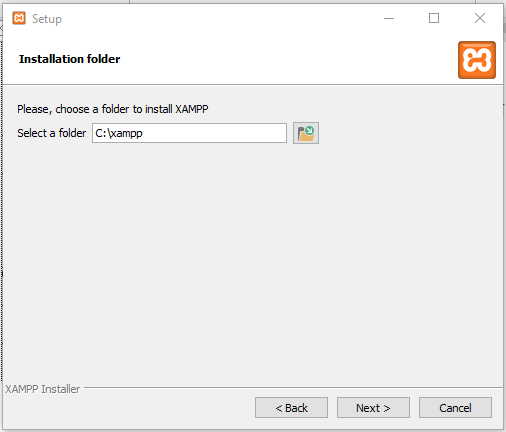 Setup
Installation folder
Please, choose a folder to install XAMPP
Select a folder C:\xampp
XAMPP Installer
< Back Next > Cancel